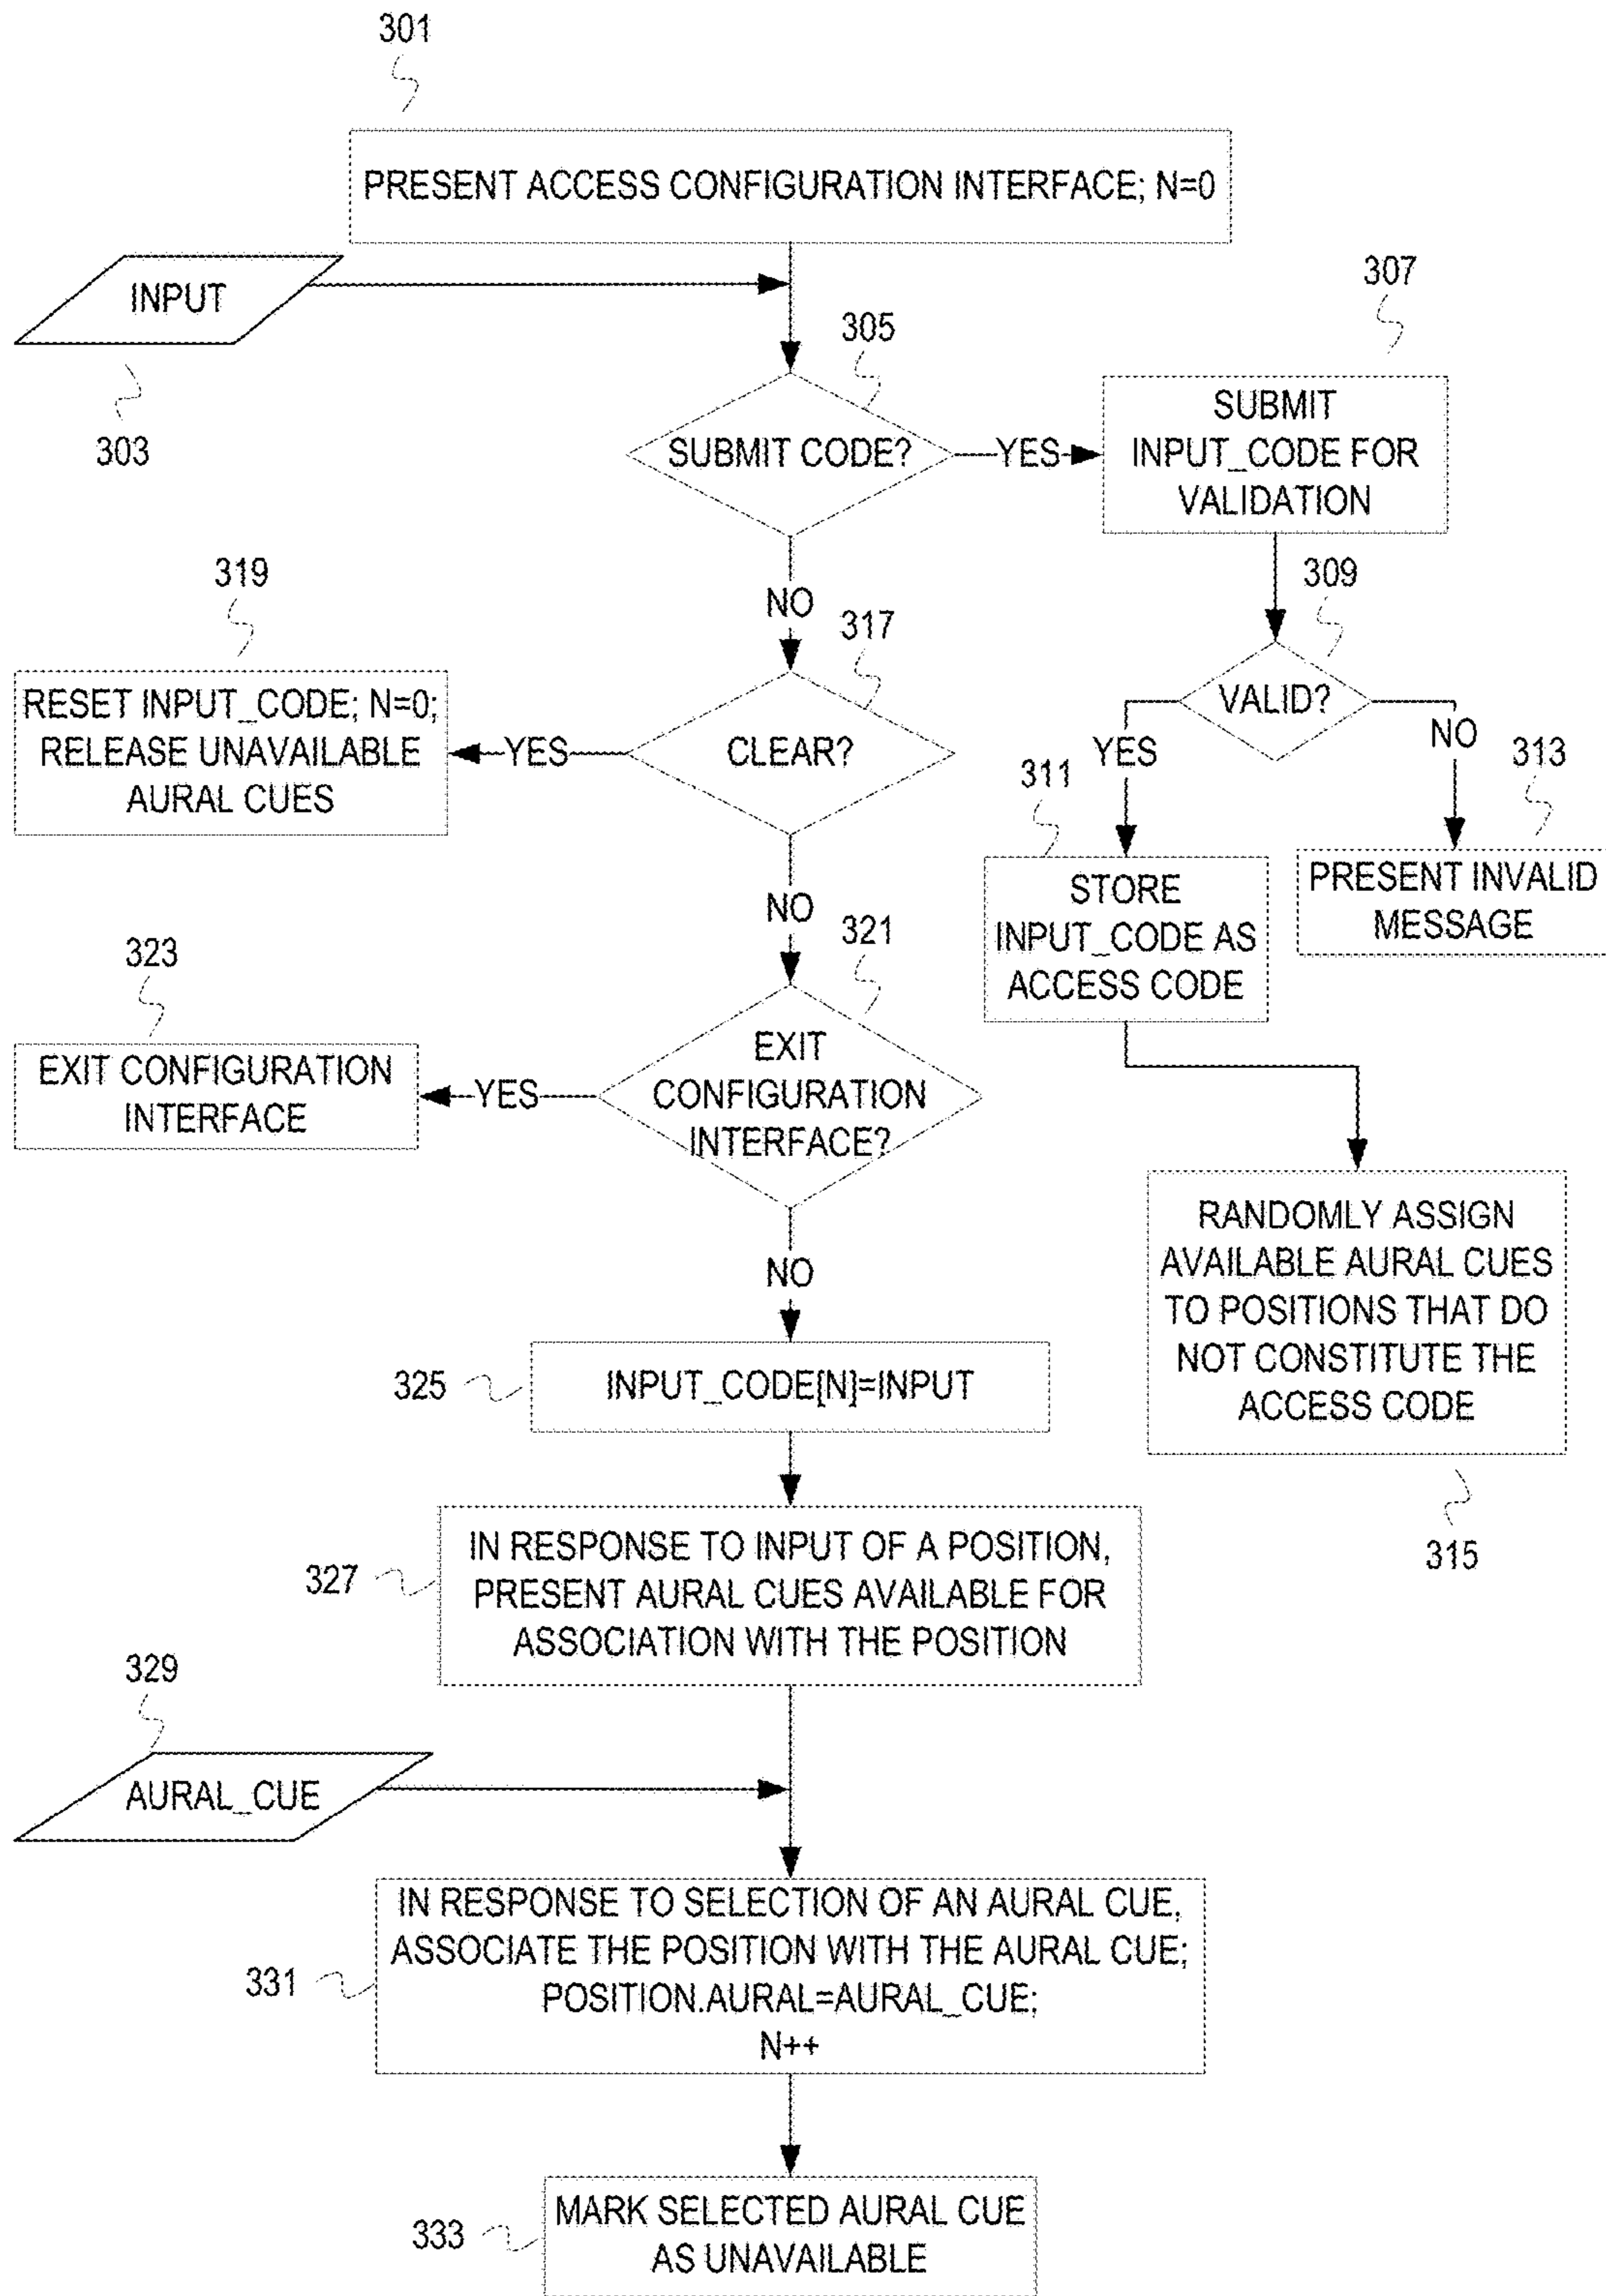 301
PRESENT ACCESS CONFIGURATION INTERFACE; N=0
INPUT
303
305
SUBMIT CODE?
YES
307
SUBMIT
INPUT_CODE FOR
VALIDATION
NO
309
VALID?
YES
NO
311
STORE
INPUT_CODE AS
ACCESS CODE
313
PRESENT INVALID
MESSAGE
RANDOMLY ASSIGN
AVAILABLE AURAL CUES
TO POSITIONS THAT DO
NOT CONSTITUTE THE
ACCESS CODE
315
317
CLEAR?
YES
319
RESET INPUT_CODE; N=0;
RELEASE UNAVAILABLE
AURAL CUES
NO
321
EXIT
CONFIGURATION
INTERFACE?
YES
323
EXIT CONFIGURATION
INTERFACE
NO
325
INPUT_CODE[N]=INPUT
327
IN RESPONSE TO INPUT OF A POSITION,
PRESENT AURAL CUES AVAILABLE FOR
ASSOCIATION WITH THE POSITION
329
AURAL_CUE
331
IN RESPONSE TO SELECTION OF AN AURAL CUE,
ASSOCIATE THE POSITION WITH THE AURAL CUE;
POSITION.AURAL=AURAL_CUE;
N++
333
MARK SELECTED AURAL CUE
AS UNAVAILABLE